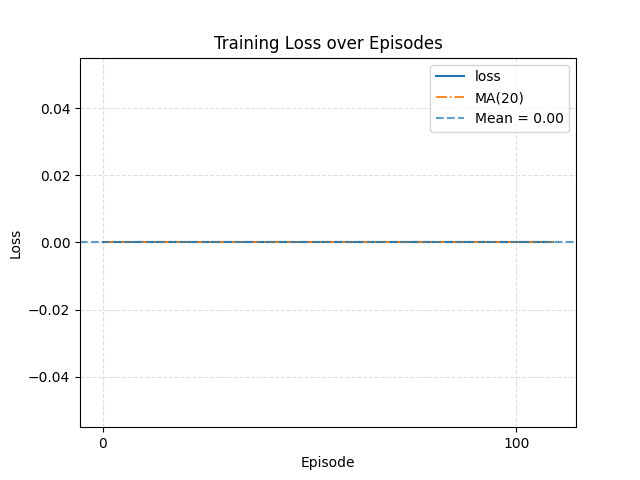 Training Loss over Episodes
loss
MA(20)
Mean = 0.00
0.04
0.02
0.00
−0.02
−0.04
Loss
0
100
Episode